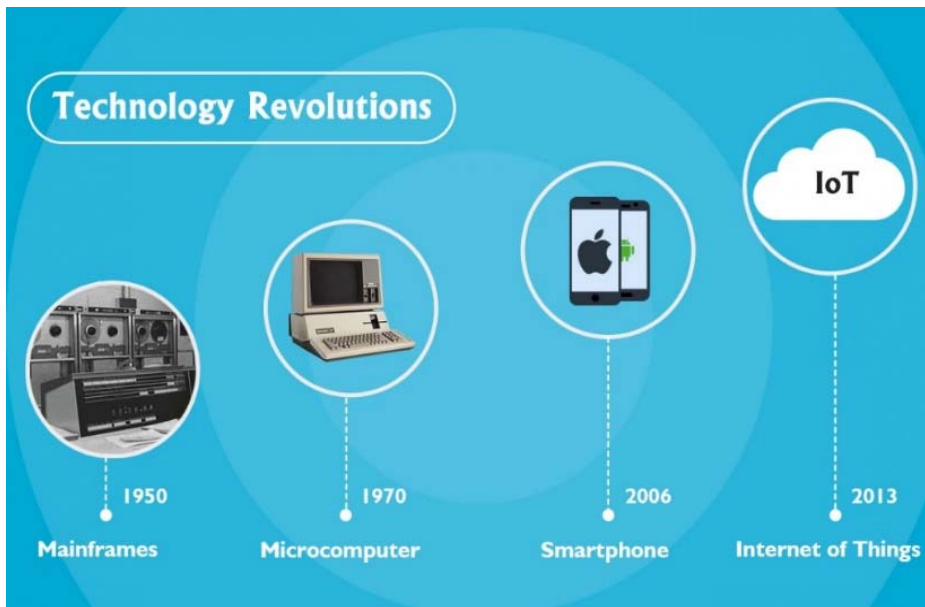 Technology Revolutions
IoT
1950
1970
2006
2013
Mainframes
Microcomputer
Smartphone
Internet of Things